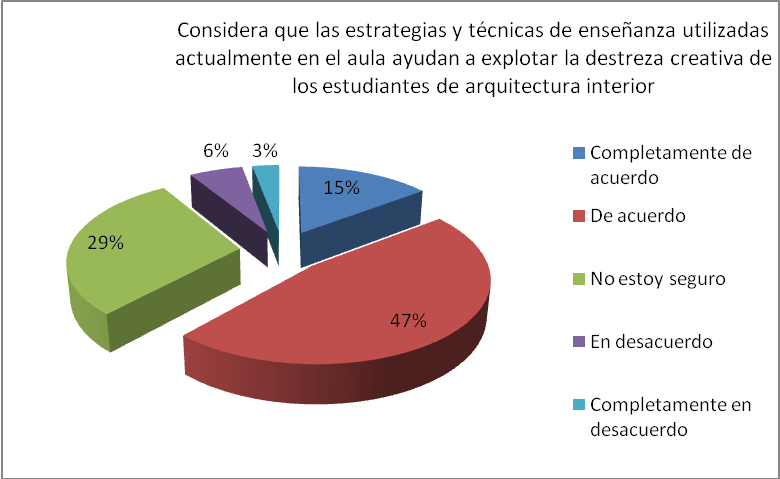 Considera que las estrategias y técnicas de enseñanza utilizadas
actualmente en el aula ayudan a explotar la destreza creativa de
los estudiantes de arquitectura interior
6%
3%
15%
29%
47%
Completamente de
acuerdo
De acuerdo
No estoy seguro
En desacuerdo
Completamente en
desacuerdo